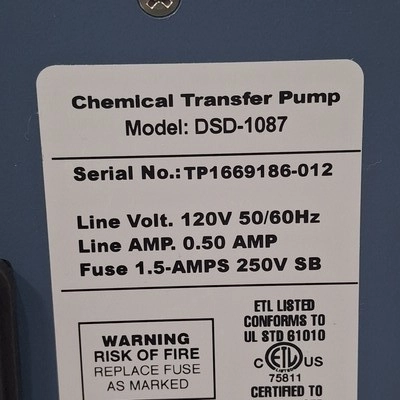 Chemical Transfer Pump
Model: DSD-1087
Serial No.: TP1669186-012
Line Volt. 120V 50/60Hz
Line AMP. 0.50 AMP
Fuse 1.5-AMPS 250V SB
WARNING
RISK OF FIRE
REPLACE FUSE
AS MARKED
ETL LISTED
CONFORMS TO
UL STD 61010
C ETL US
75811
CERTIFIED TO